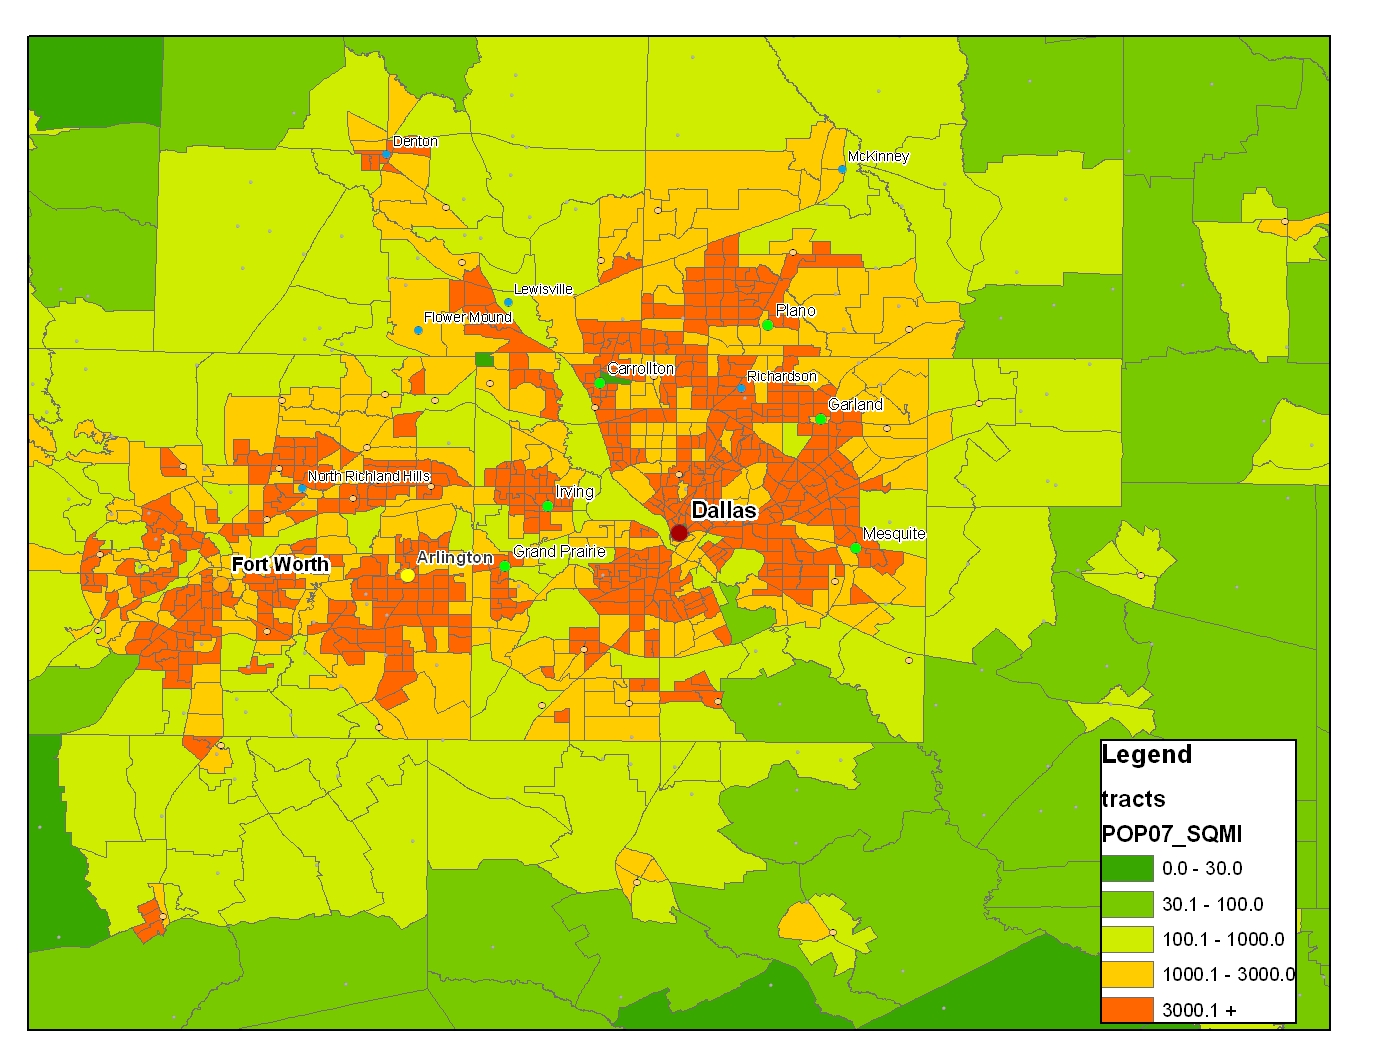 Denton
McKinney
Lewisville
Flower Mound
Plano
Carrollton
Richardson
Garland
North Richland Hills
Irving
Dallas
Mesquite
Grand Prairie
Arlington
Fort Worth
Legend
tracts
POP07_SQMI
0.0 - 30.0
30.1 - 100.0
100.1 - 1000.0
1000.1 - 3000.0
3000.1 +